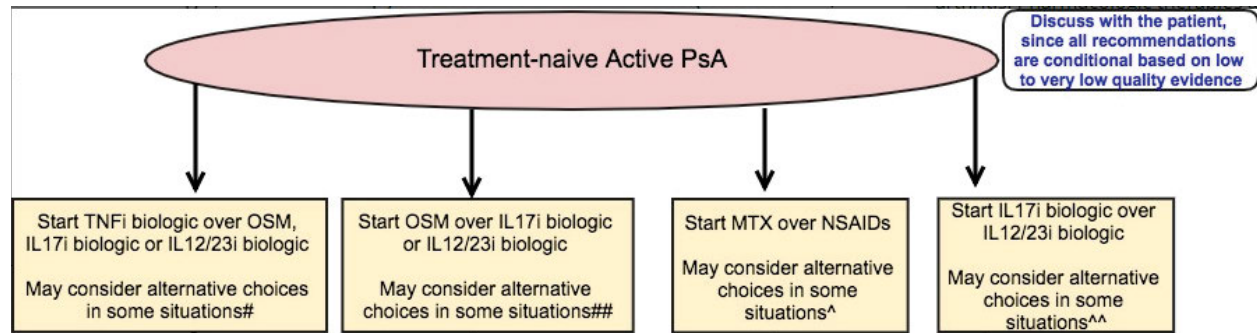 Treatment-naive Active PsA
Discuss with the patient,
since all recommendations
are conditional based on low
to very low quality evidence
Start TNFi biologic over OSM,
IL17i biologic or IL12/23i biologic
May consider alternative choices
in some situations#
Start OSM over IL17i biologic
or IL12/23i biologic
May consider alternative
choices in some situations##
Start MTX over NSAIDs
May consider alternative
choices in some
situations^
Start IL17i biologic over
IL12/23i biologic
May consider alternative
choices in some
situations^^